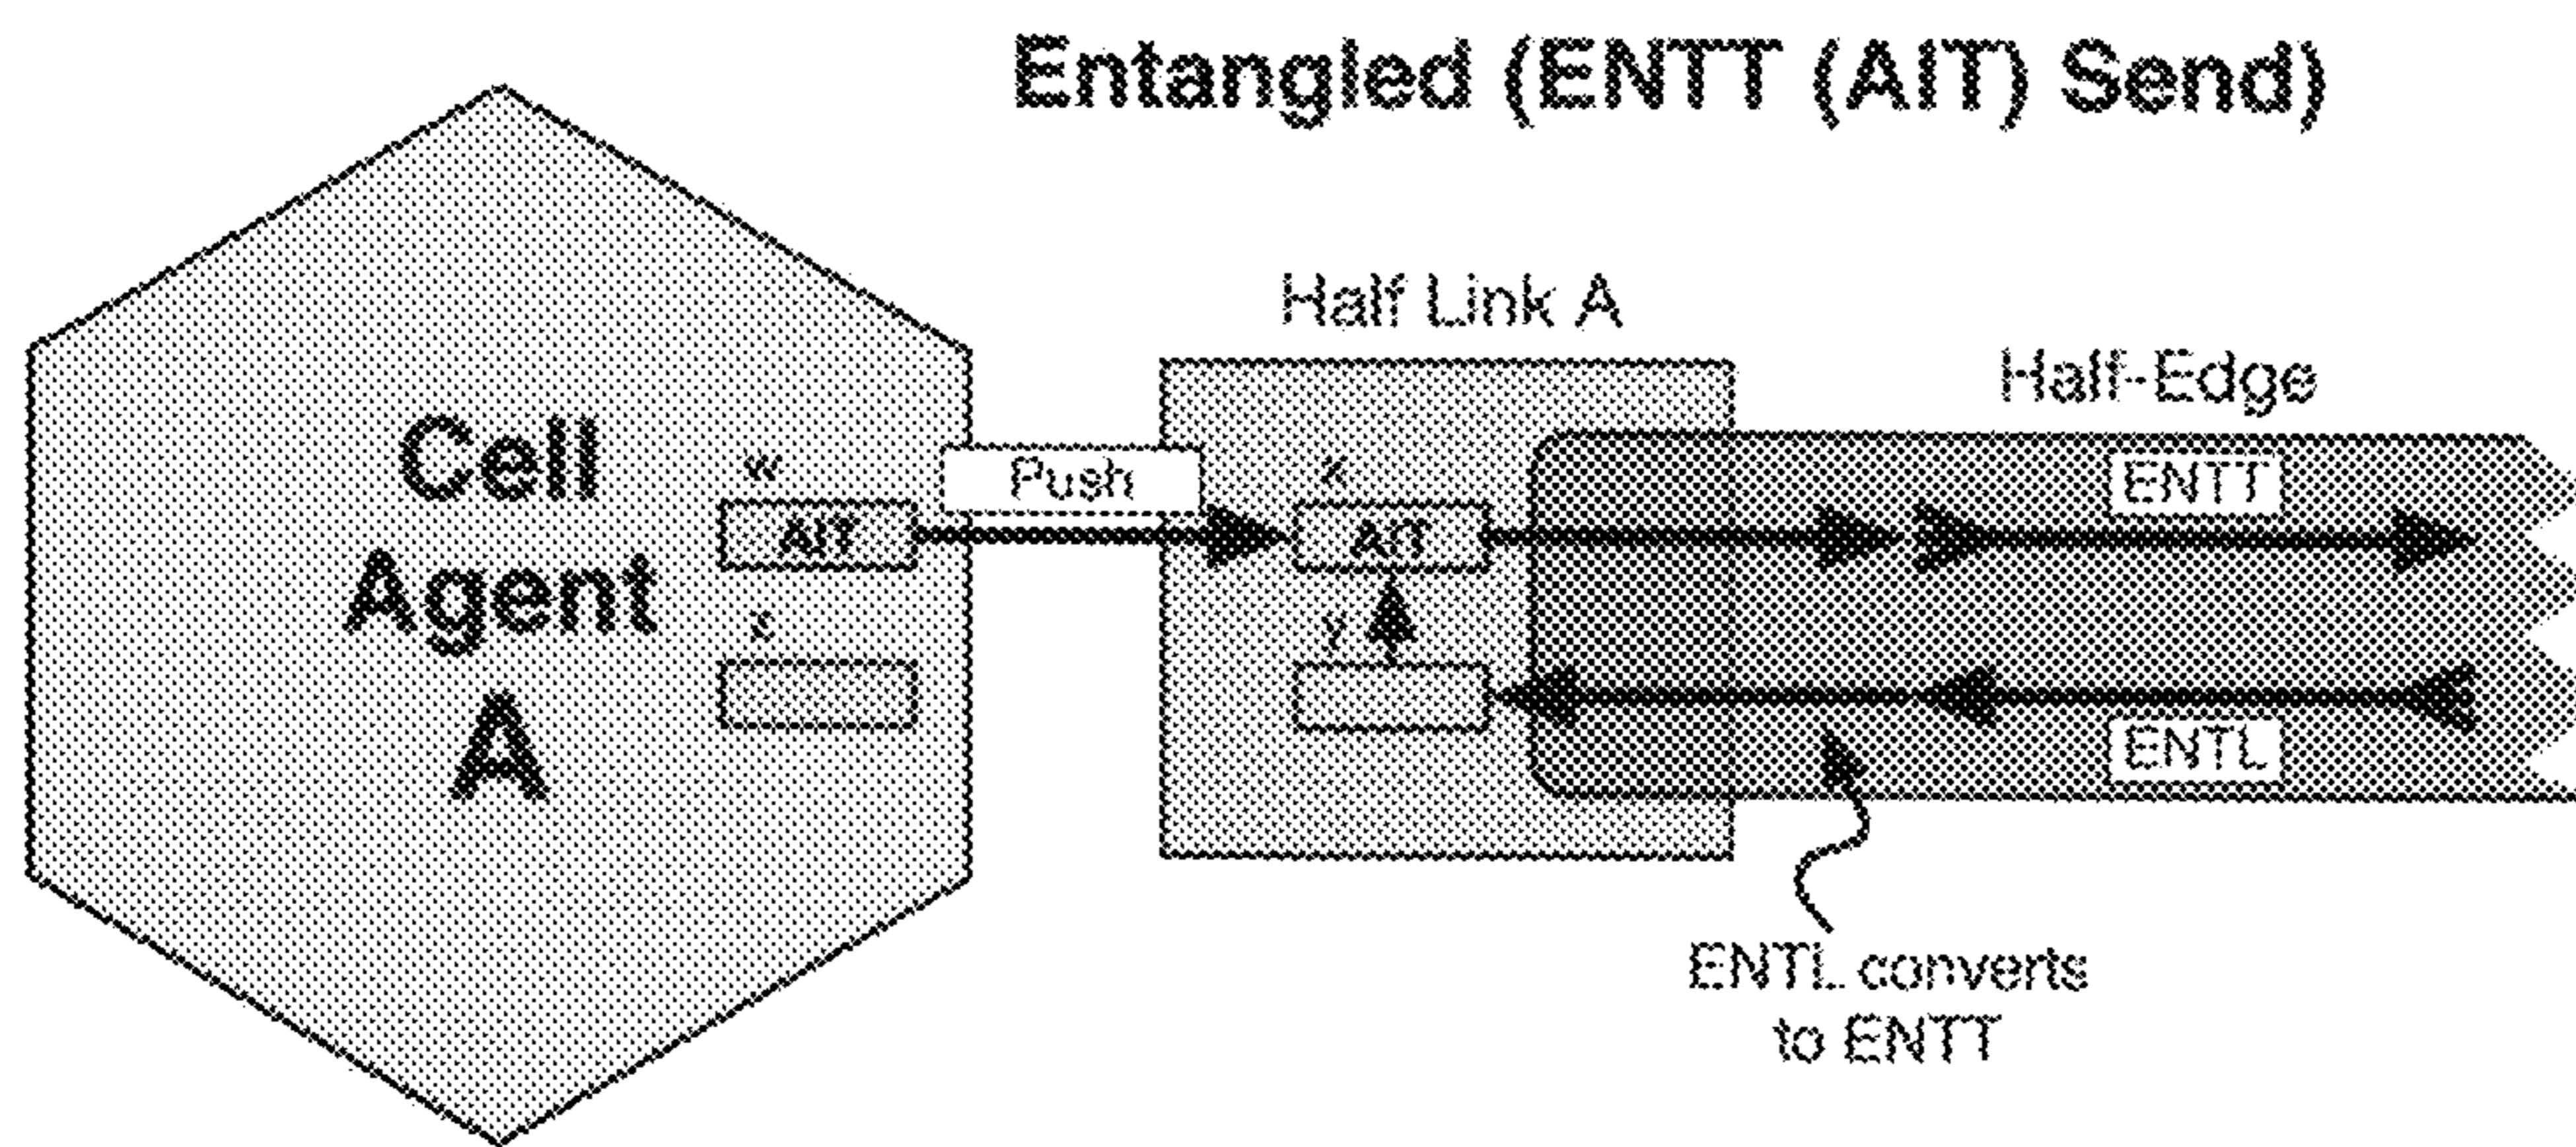 Entangled (ENTT (AIT) Send)
Half Link A
Half-Edge
Cell
Agent
A
w
AIT
z
Push
x
AIT
y
ENTT
ENTL
ENTL converts
to ENTT